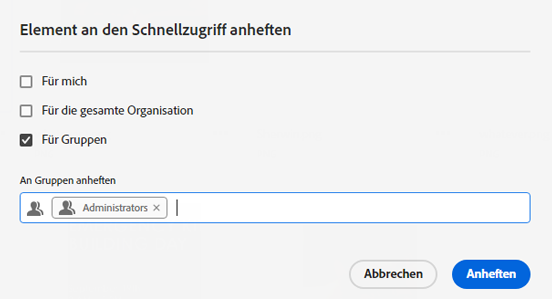 Element an den Schnellzugriff anheften
Für mich
Für die gesamte Organisation
Für Gruppen
An Gruppen anheften
Administrators ×
Abbrechen Anheften